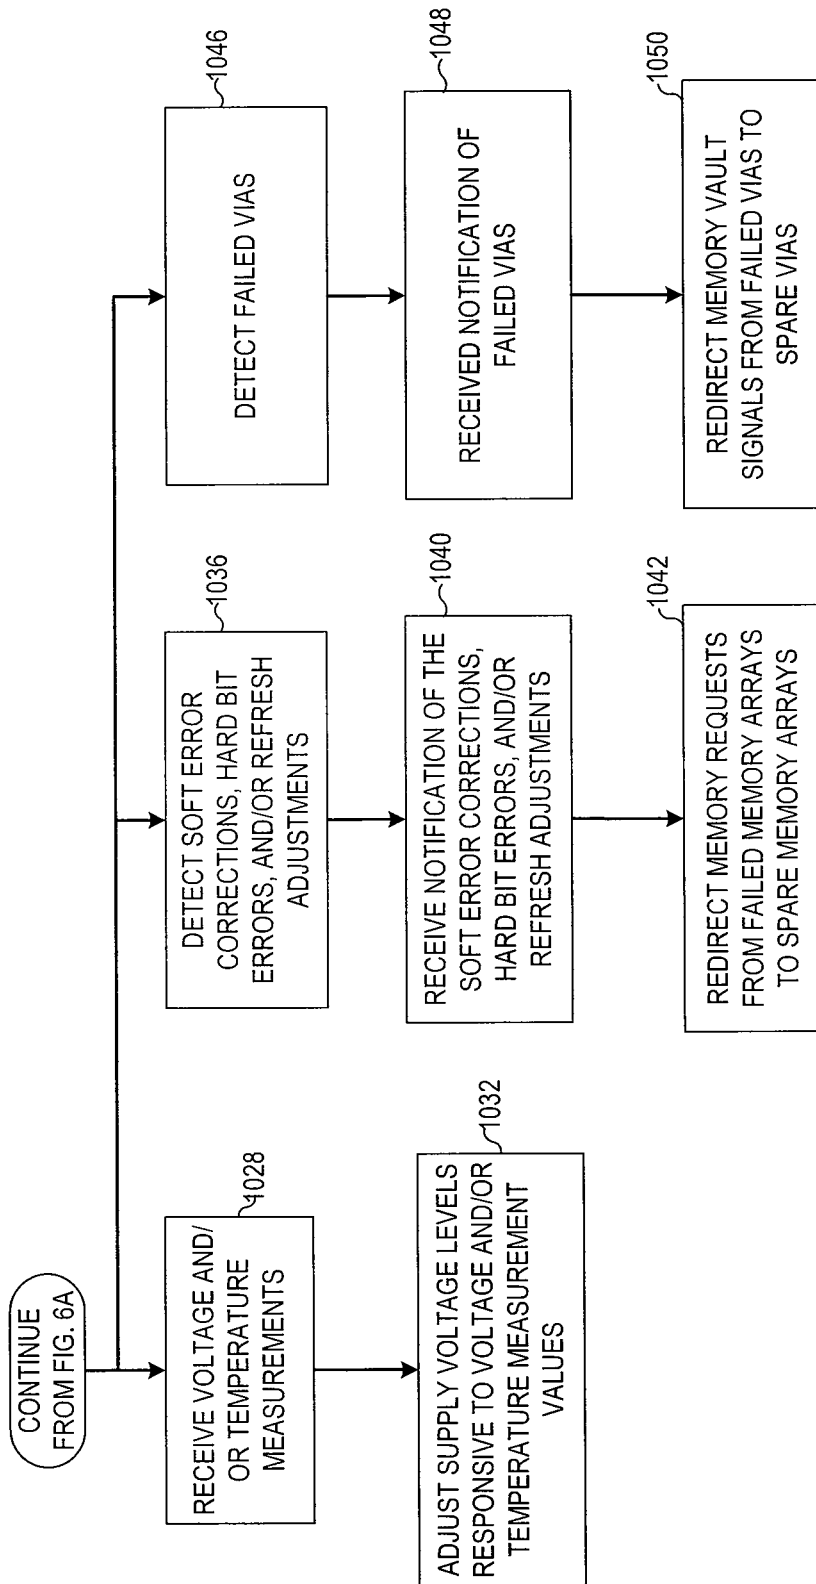 CONTINUE
FROM FIG. 6A
RECEIVE VOLTAGE AND/
OR TEMPERATURE
MEASUREMENTS
1028
ADJUST SUPPLY VOLTAGE LEVELS
RESPONSIVE TO VOLTAGE AND/OR
TEMPERATURE MEASUREMENT
VALUES
1032
DETECT SOFT ERROR
CORRECTIONS, HARD BIT
ERRORS, AND/OR REFRESH
ADJUSTMENTS
1036
RECEIVE NOTIFICATION OF THE
SOFT ERROR CORRECTIONS,
HARD BIT ERRORS, AND/OR
REFRESH ADJUSTMENTS
1040
REDIRECT MEMORY REQUESTS
FROM FAILED MEMORY ARRAYS
TO SPARE MEMORY ARRAYS
1042
DETECT FAILED VIAS
1046
RECEIVED NOTIFICATION OF
FAILED VIAS
1048
REDIRECT MEMORY VAULT
SIGNALS FROM FAILED VIAS TO
SPARE VIAS
1050